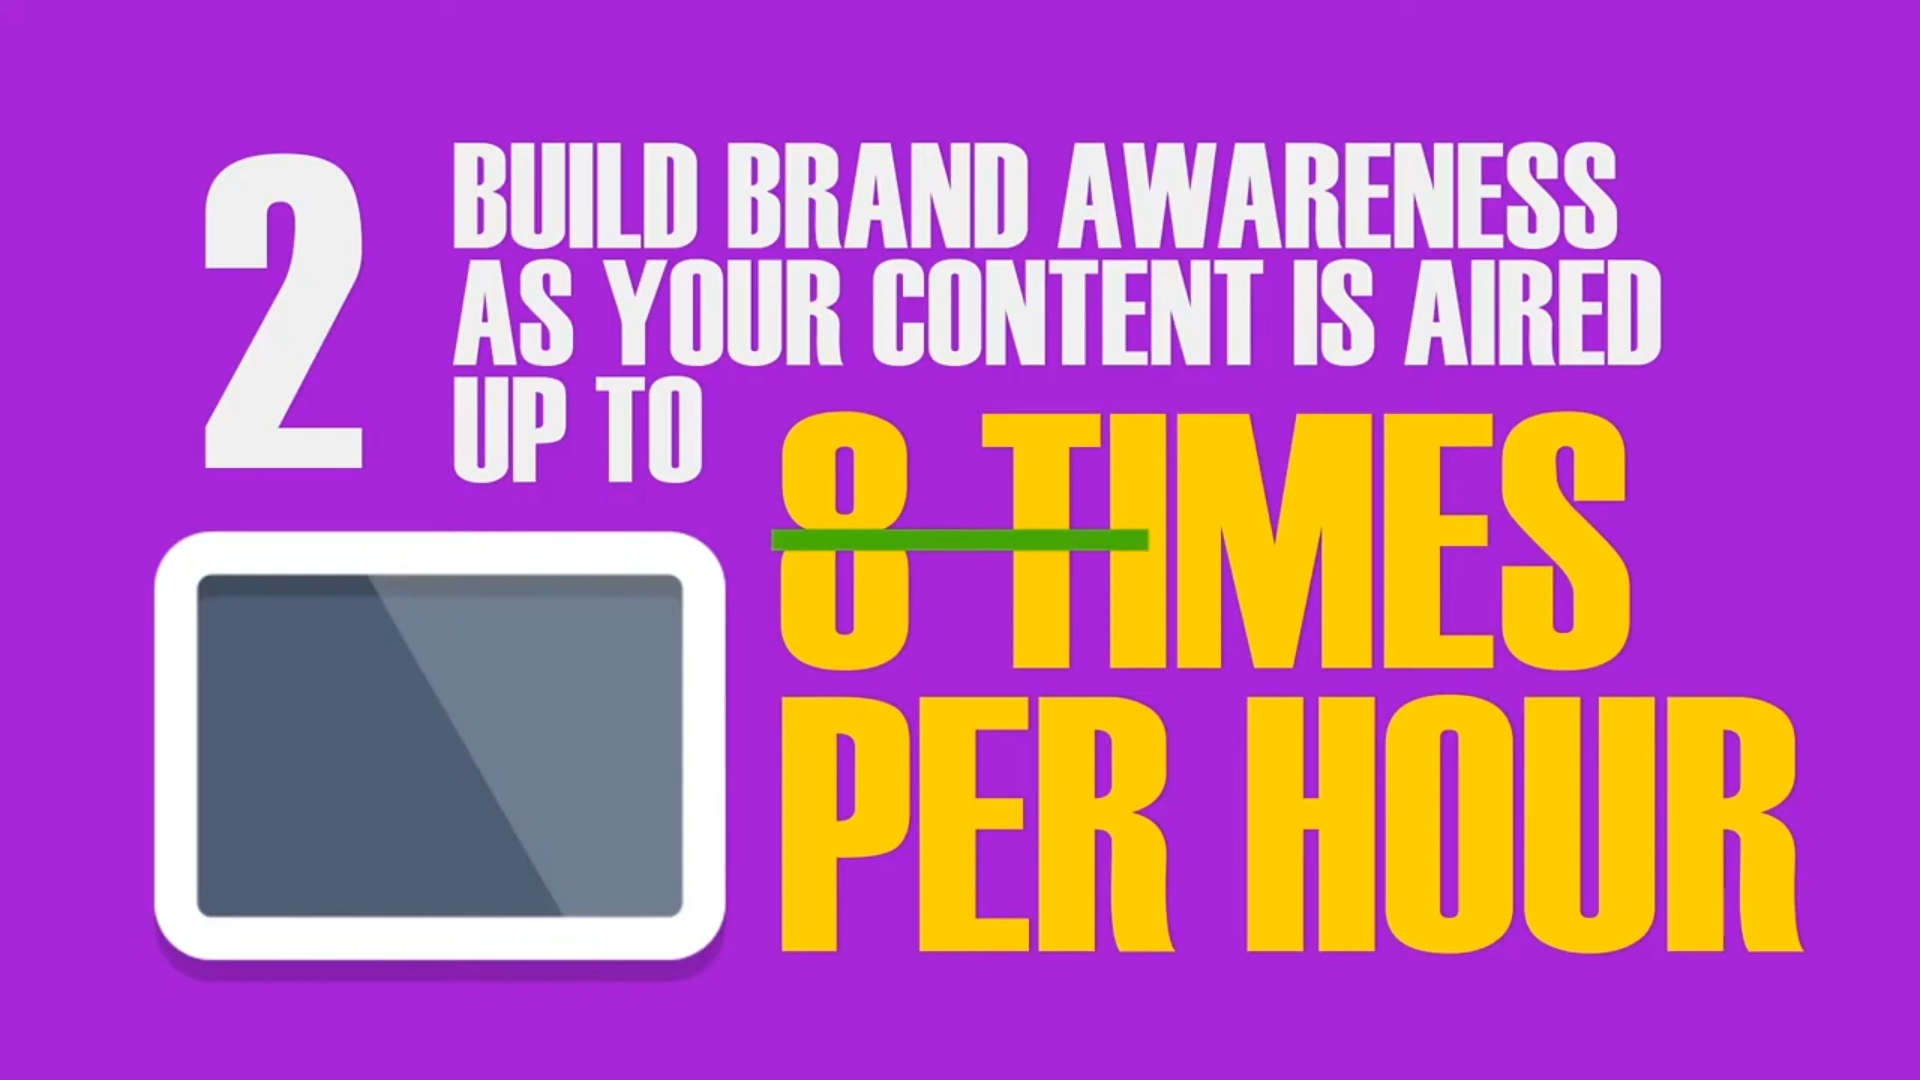 2
BUILD BRAND AWARENESS
AS YOUR CONTENT IS AIRED
UP TO
8 TIMES
PER HOUR